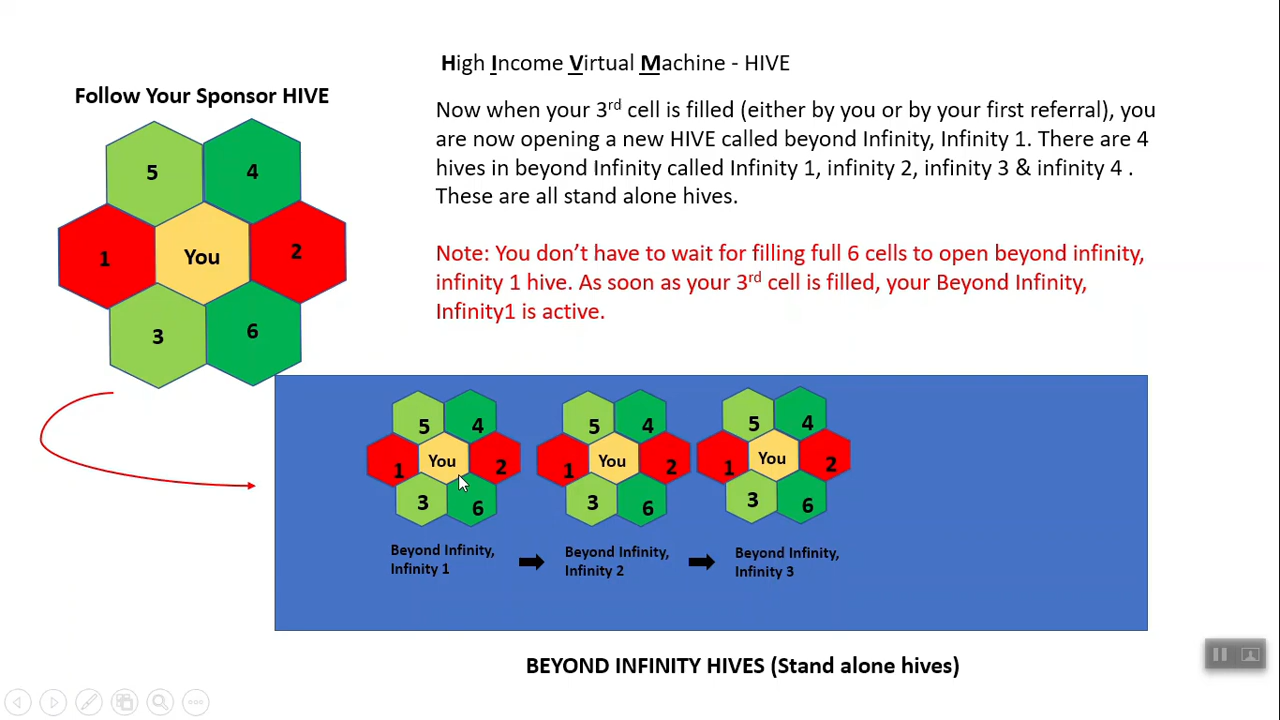 High Income Virtual Machine - HIVE
Follow Your Sponsor HIVE
Now when your 3rd cell is filled (either by you or by your first referral), you
are now opening a new HIVE called beyond Infinity, Infinity 1. There are 4
hives in beyond Infinity called Infinity 1, infinity 2, infinity 3 & infinity 4 .
These are all stand alone hives.
Note: You don’t have to wait for filling full 6 cells to open beyond infinity,
infinity 1 hive. As soon as your 3rd cell is filled, your Beyond Infinity,
Infinity1 is active.
5 4
1 You 2
3 6
5 4
1 You 2
3 6
Beyond Infinity,
Infinity 1
5 4
1 You 2
3 6
Beyond Infinity,
Infinity 2
5 4
1 You 2
3 6
Beyond Infinity,
Infinity 3
BEYOND INFINITY HIVES (Stand alone hives)